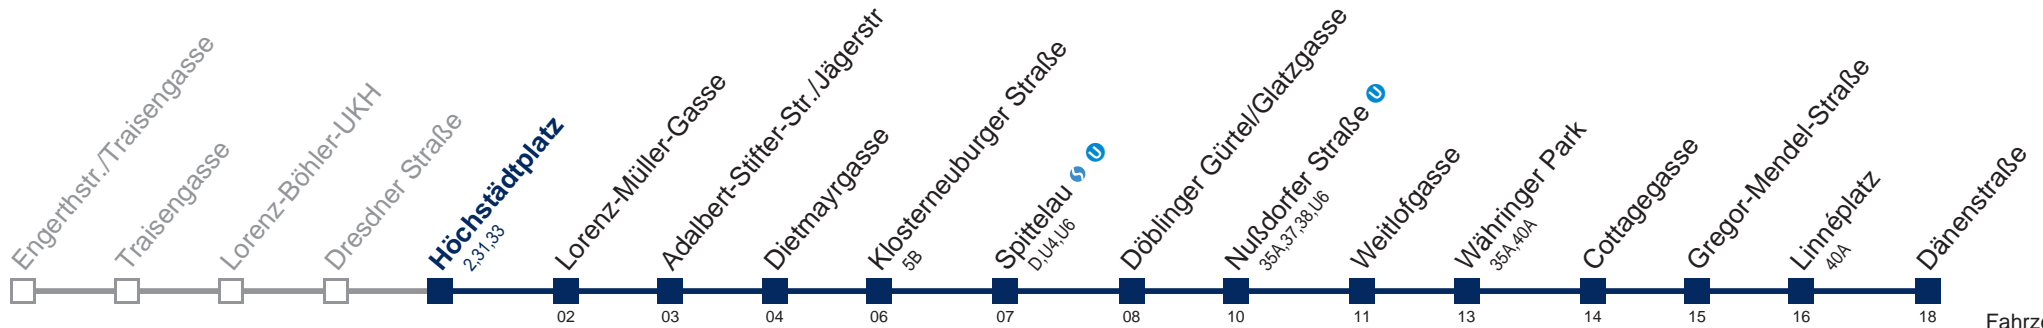 Engerthstr./Traisengasse
Traisengasse
Lorenz-Böhler-UKH
Dresdner Straße
Höchstädtplatz
2,31,33
Lorenz-Müller-Gasse
Adalbert-Stifter-Str./Jägerstr
Dietmayrgasse
Klosterneuburger Straße
5B
Spittelau S U
D,U4,U6
Döblinger Gürtel/Glatzgasse
Nußdorfer Straße U
35A,37,38,U6
Weitlofgasse
Währinger Park
35A,40A
Cottagegasse
Gregor-Mendel-Straße
Linnéplatz
40A
Dänenstraße
02 03 04 06 07 08 10 11 13 14 15 16 18